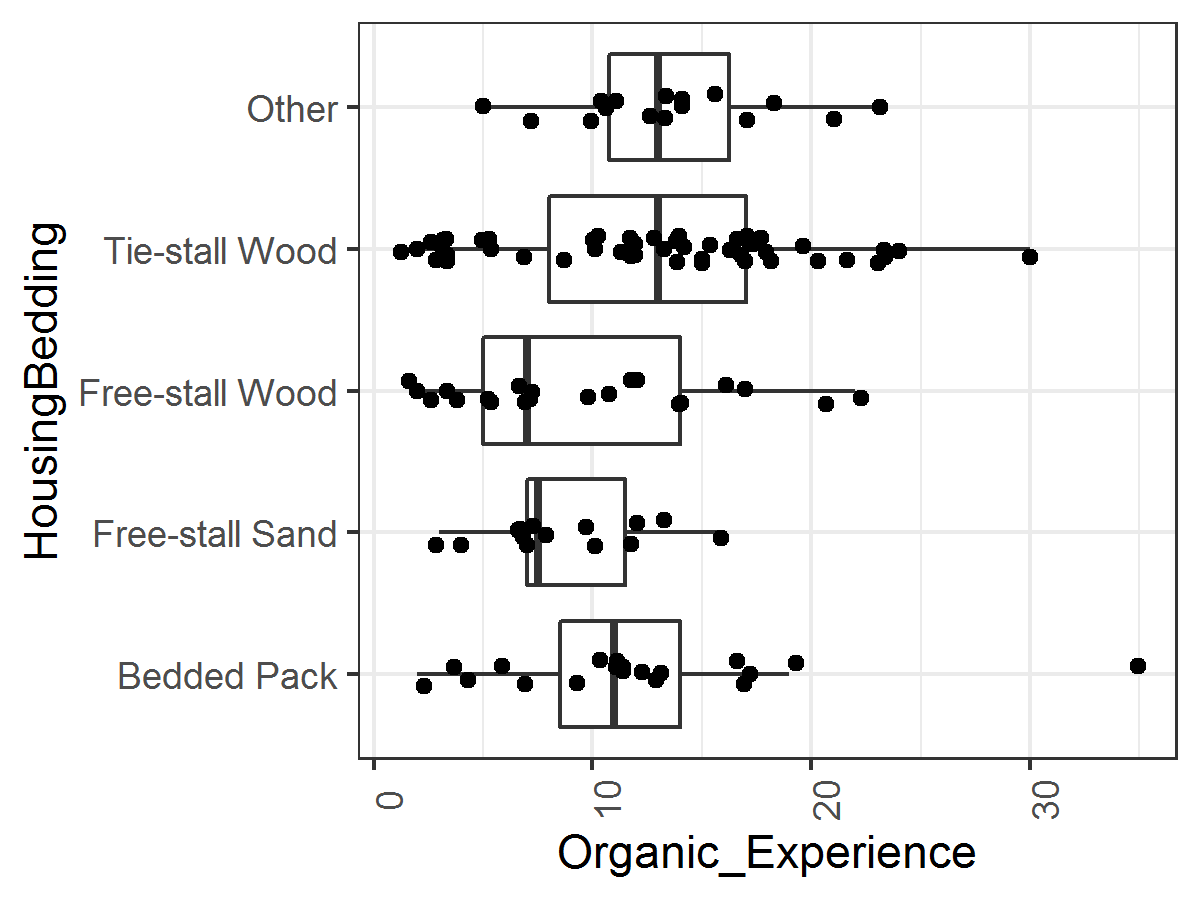 HousingBedding
Other
Tie-stall Wood
Free-stall Wood
Free-stall Sand
Bedded Pack
0
10
20
30
Organic_Experience